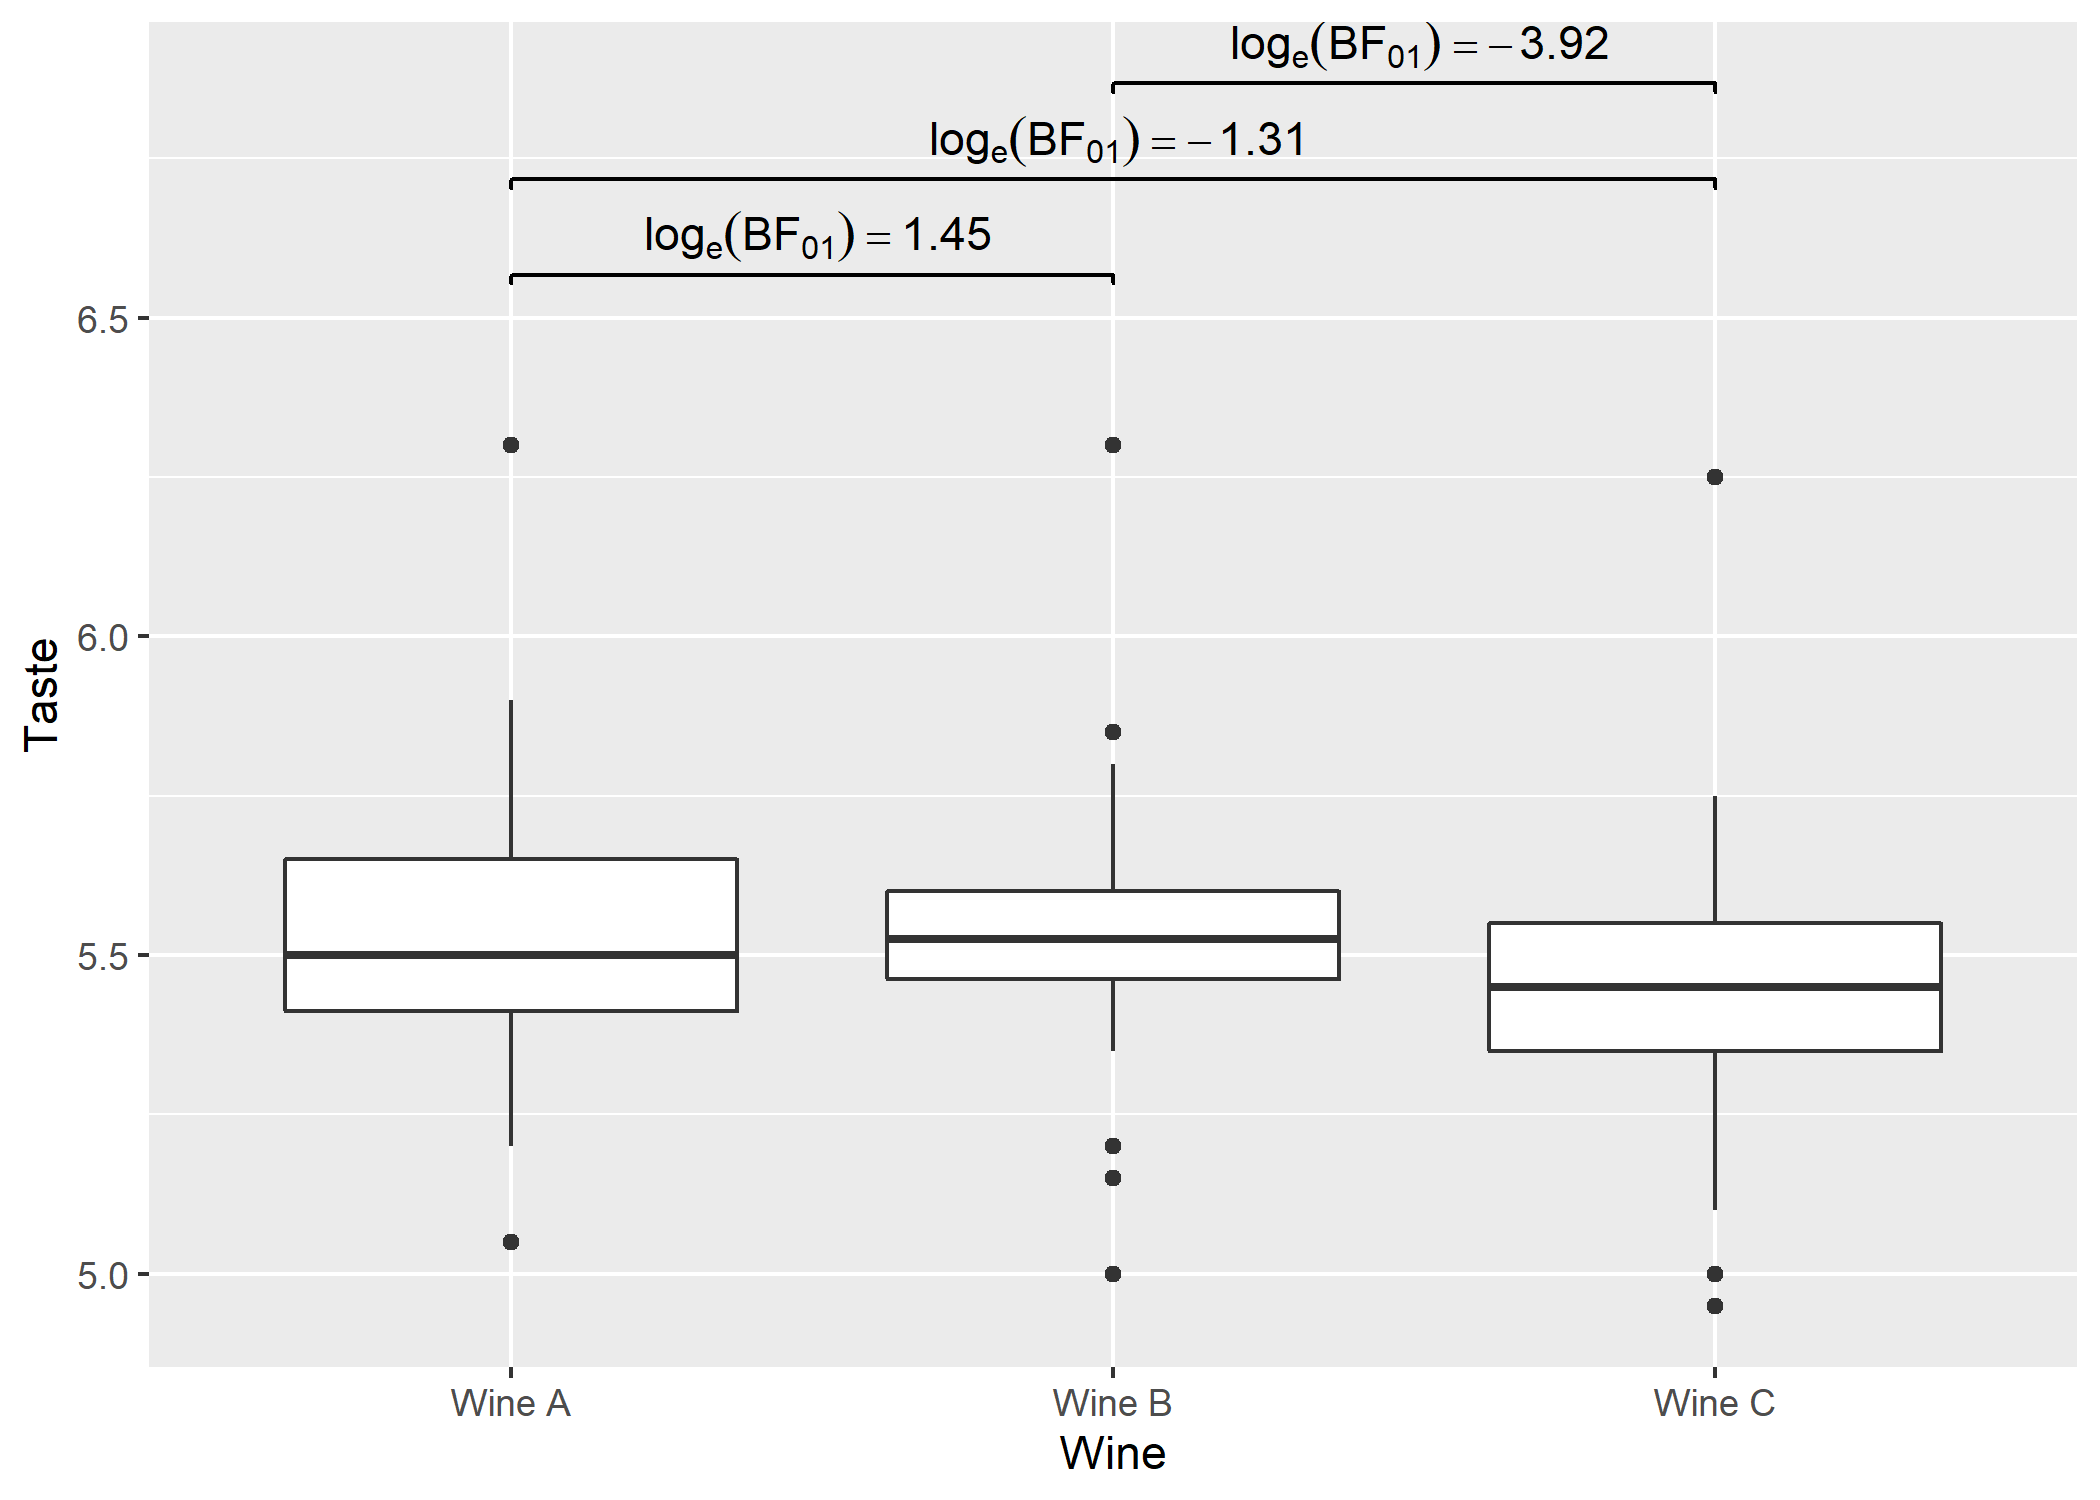 logₑ(BF₀₁) = −3.92
logₑ(BF₀₁) = −1.31
logₑ(BF₀₁) = 1.45
6.5
6.0
5.5
5.0
Taste
Wine A Wine B Wine C
Wine